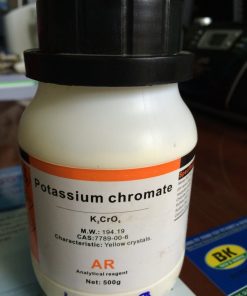 Potassium chromate
K₂CrO₄
M.W.: 194.19
CAS:7789-00-6
Characteristic: Yellow crystals.
AR
Analytical reagent
Net: 500g
BK